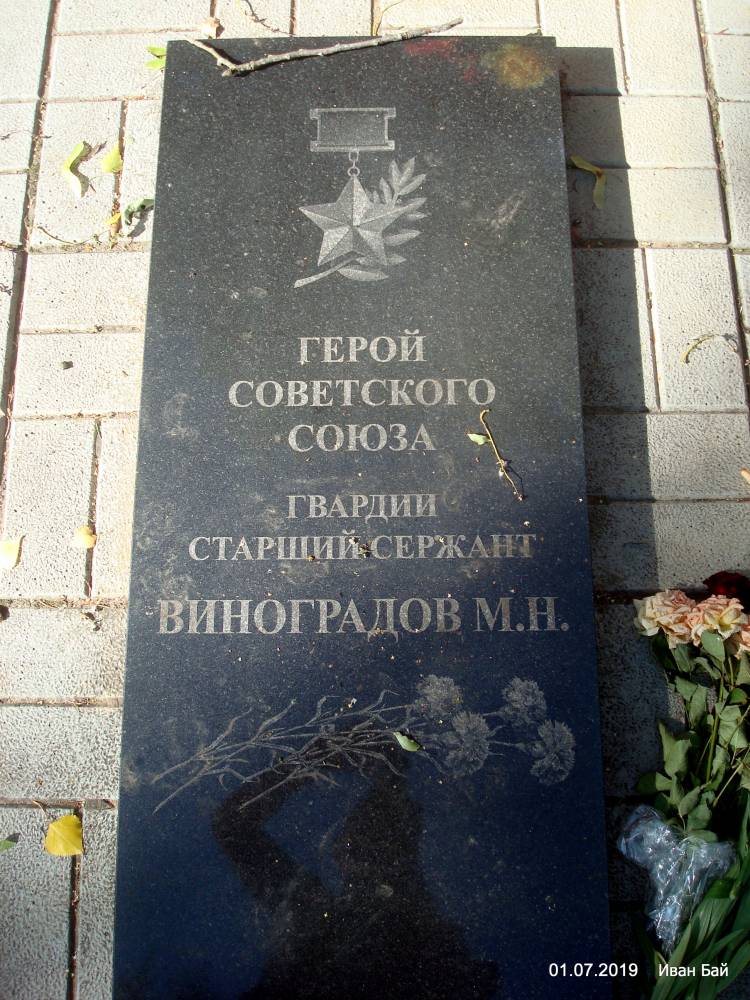 ГЕРОЙ
СОВЕТСКОГО
СОЮЗА
ГВАРДИИ
СТАРШИЙ СЕРЖАНТ
ВИНОГРАДОВ М.Н.
01.07.2019 Иван Бай